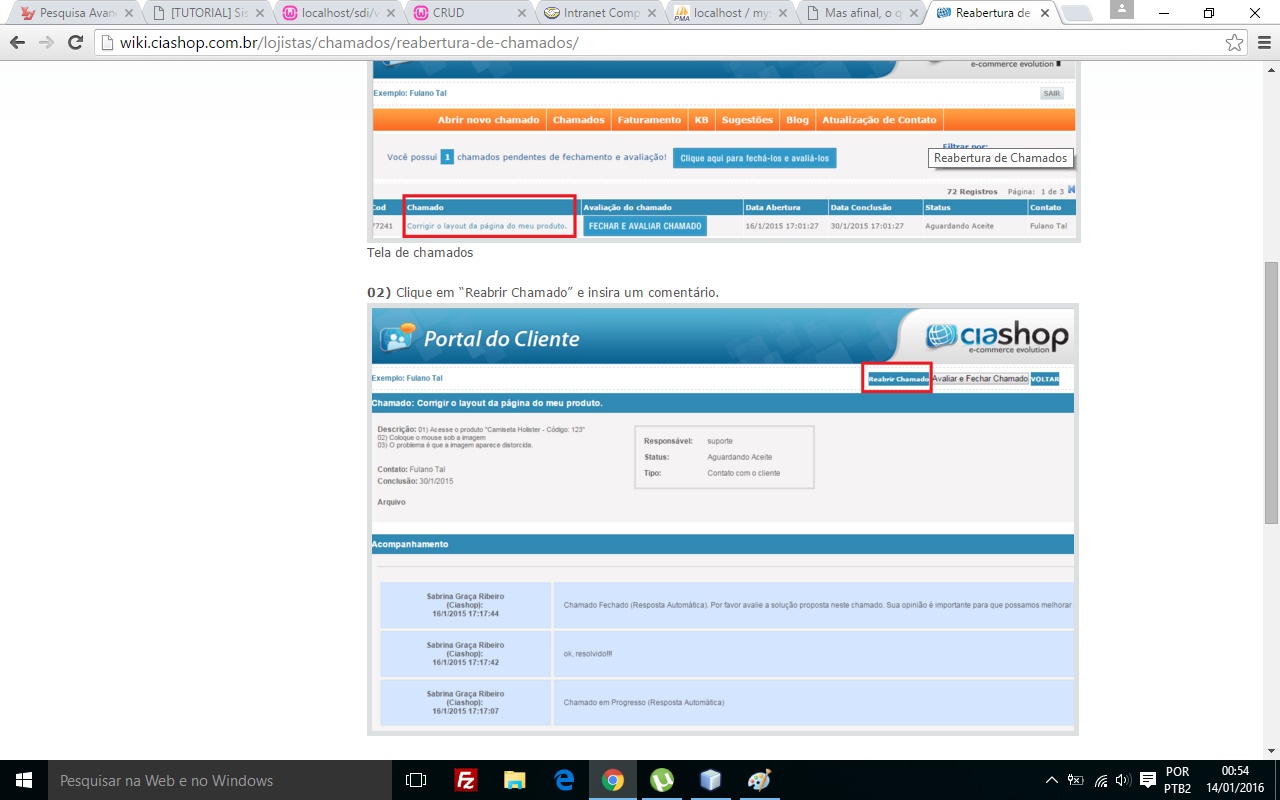 Pesquisa Avan
[TUTORIAL] Sis
localhost/sdi/v
CRUD
Intranet Comp
localhost / mys
Mas afinal, o q
Reabertura de
wiki.ciashop.com.br/lojistas/chamados/reabertura-de-chamados/
e-commerce evolution
Exemplo: Fulano Tal
SAIR
Abrir novo chamado
Chamados
Faturamento
KB
Sugestões
Blog
Atualização de Contato
Você possui 1 chamados pendentes de fechamento e avaliação!
Clique aqui para fechá-los e avaliá-los
Filtrar por:
Reabertura de Chamados
72 Registros Página: 1 de 3
Cod Chamado Avaliação do chamado Data Abertura Data Conclusão Status Contato
77241 Corrigir o layout da página do meu produto. FECHAR E AVALIAR CHAMADO 16/1/2015 17:01:27 30/1/2015 17:01:27 Aguardando Aceite Fulano Tal
Tela de chamados
02) Clique em “Reabrir Chamado” e insira um comentário.
Portal do Cliente
ciashop
e-commerce evolution
Exemplo: Fulano Tal
Reabrir Chamado Avaliar e Fechar Chamado VOLTAR
Chamado: Corrigir o layout da página do meu produto.
Descrição: 01) Acesse o produto "Camiseta Holister - Código: 123"
02) Coloque o mouse sob a imagem
03) O problema é que a imagem aparece distorcida.
Contato: Fulano Tal
Conclusão: 30/1/2015
Arquivo
Responsável: suporte
Status: Aguardando Aceite
Tipo: Contato com o cliente
Acompanhamento
Sabrina Graça Ribeiro
(Ciashop):
16/1/2015 17:17:44
Chamado Fechado (Resposta Automática). Por favor avalie a solução proposta neste chamado. Sua opinião é importante para que possamos melhorar
Sabrina Graça Ribeiro
(Ciashop):
16/1/2015 17:17:42
ok, resolvido!!!
Sabrina Graça Ribeiro
(Ciashop):
16/1/2015 17:17:07
Chamado em Progresso (Resposta Automática)
Pesquisar na Web e no Windows
POR
PTB2
00:54
14/01/2016